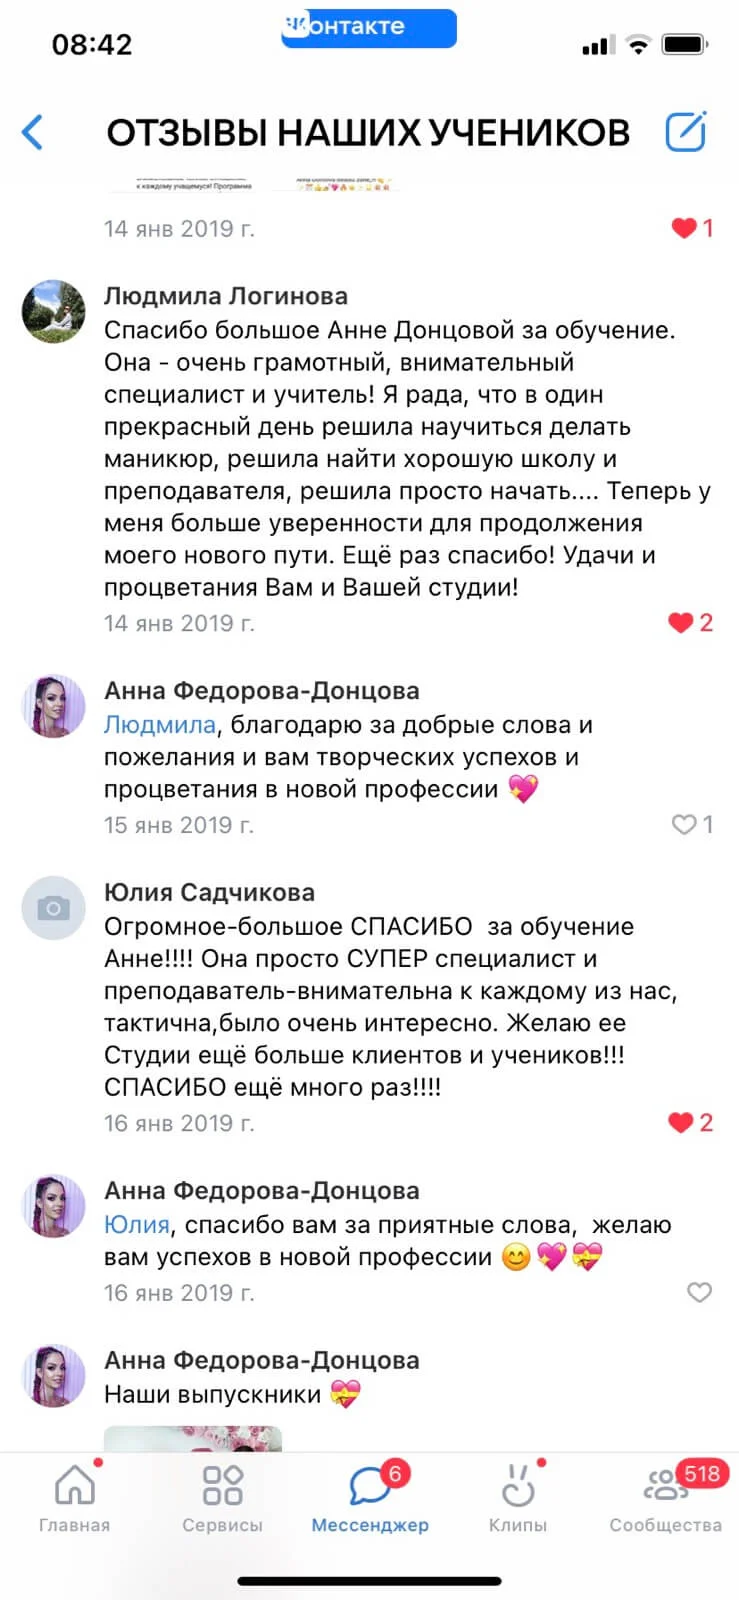 08:42
онтакте
ОТЗЫВЫ НАШИХ УЧЕНИКОВ
к каждому учащемуся! Программа
14 янв 2019 г.
1
Людмила Логинова
Спасибо большое Анне Донцовой за обучение.
Она - очень грамотный, внимательный
специалист и учитель! Я рада, что в один
прекрасный день решила научиться делать
маникюр, решила найти хорошую школу и
преподавателя, решила просто начать.... Теперь у
меня больше уверенности для продолжения
моего нового пути. Ещё раз спасибо! Удачи и
процветания Вам и Вашей студии!
14 янв 2019 г.
2
Анна Федорова-Донцова
Людмила, благодарю за добрые слова и
пожелания и вам творческих успехов и
процветания в новой профессии 💖
15 янв 2019 г.
1
Юлия Садчикова
Огромное-большое СПАСИБО  за обучение
Анне!!!! Она просто СУПЕР специалист и
преподаватель-внимательна к каждому из нас,
тактична,было очень интересно. Желаю ее
Студии ещё больше клиентов и учеников!!!
СПАСИБО ещё много раз!!!!
16 янв 2019 г.
2
Анна Федорова-Донцова
Юлия, спасибо вам за приятные слова,  желаю
вам успехов в новой профессии 😊💖💝
16 янв 2019 г.
Анна Федорова-Донцова
Наши выпускники 💝
6
518
Главная
Сервисы
Мессенджер
Клипы
Сообщества